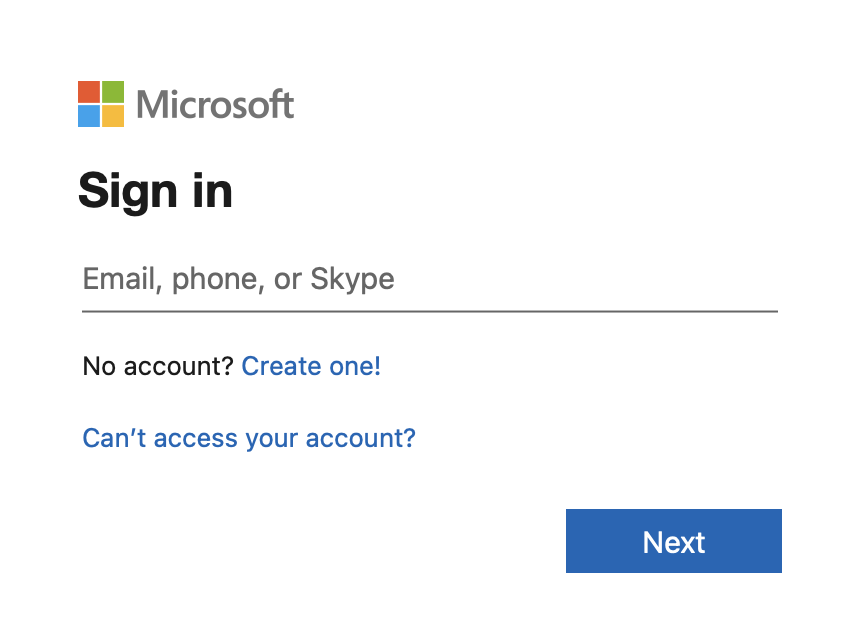 Microsoft
Sign in
Email, phone, or Skype
No account? Create one!
Can’t access your account?
Next